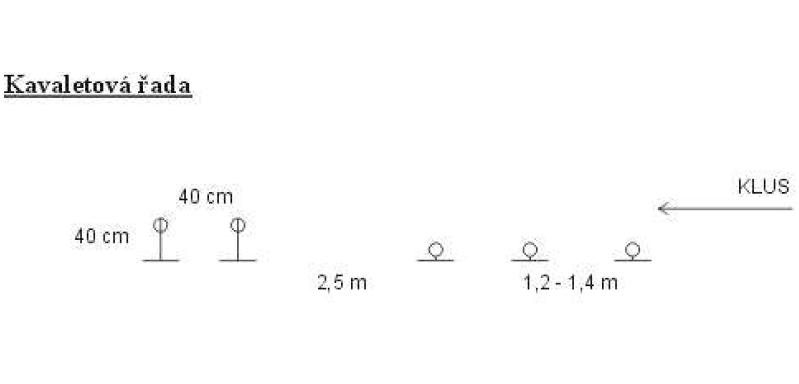 Kavaletová řada
KLUS
40 cm
40 cm
2,5 m
1,2 - 1,4 m